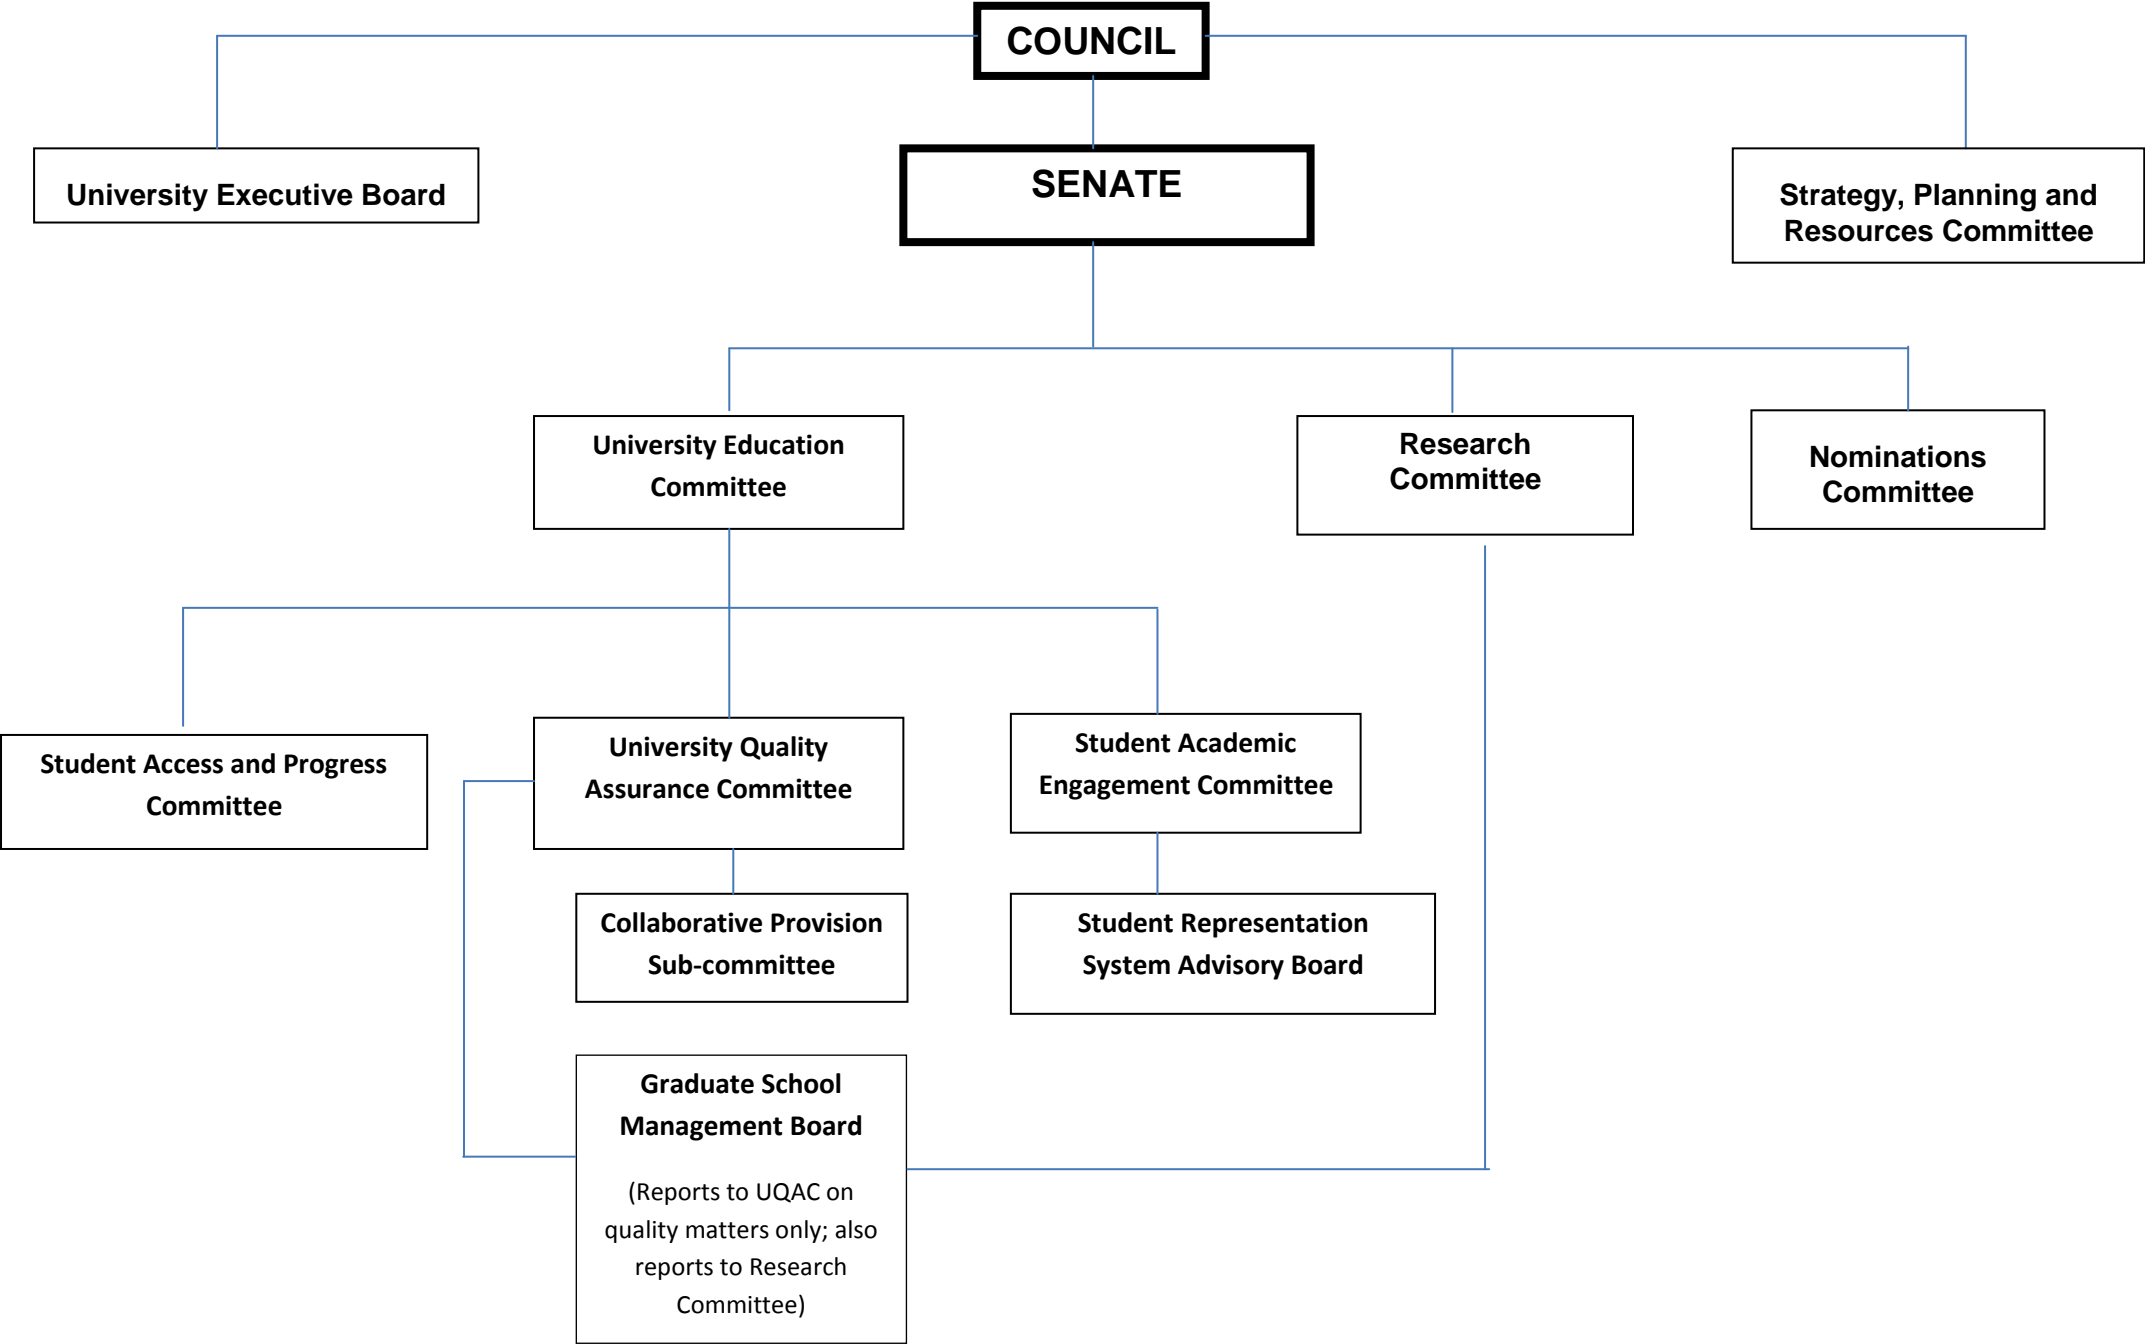 COUNCIL
University Executive Board
SENATE
Strategy, Planning and
Resources Committee
University Education
Committee
Research
Committee
Nominations
Committee
Student Access and Progress
Committee
University Quality
Assurance Committee
Student Academic
Engagement Committee
Collaborative Provision
Sub-committee
Student Representation
System Advisory Board
Graduate School
Management Board
(Reports to UQAC on
quality matters only; also
reports to Research
Committee)